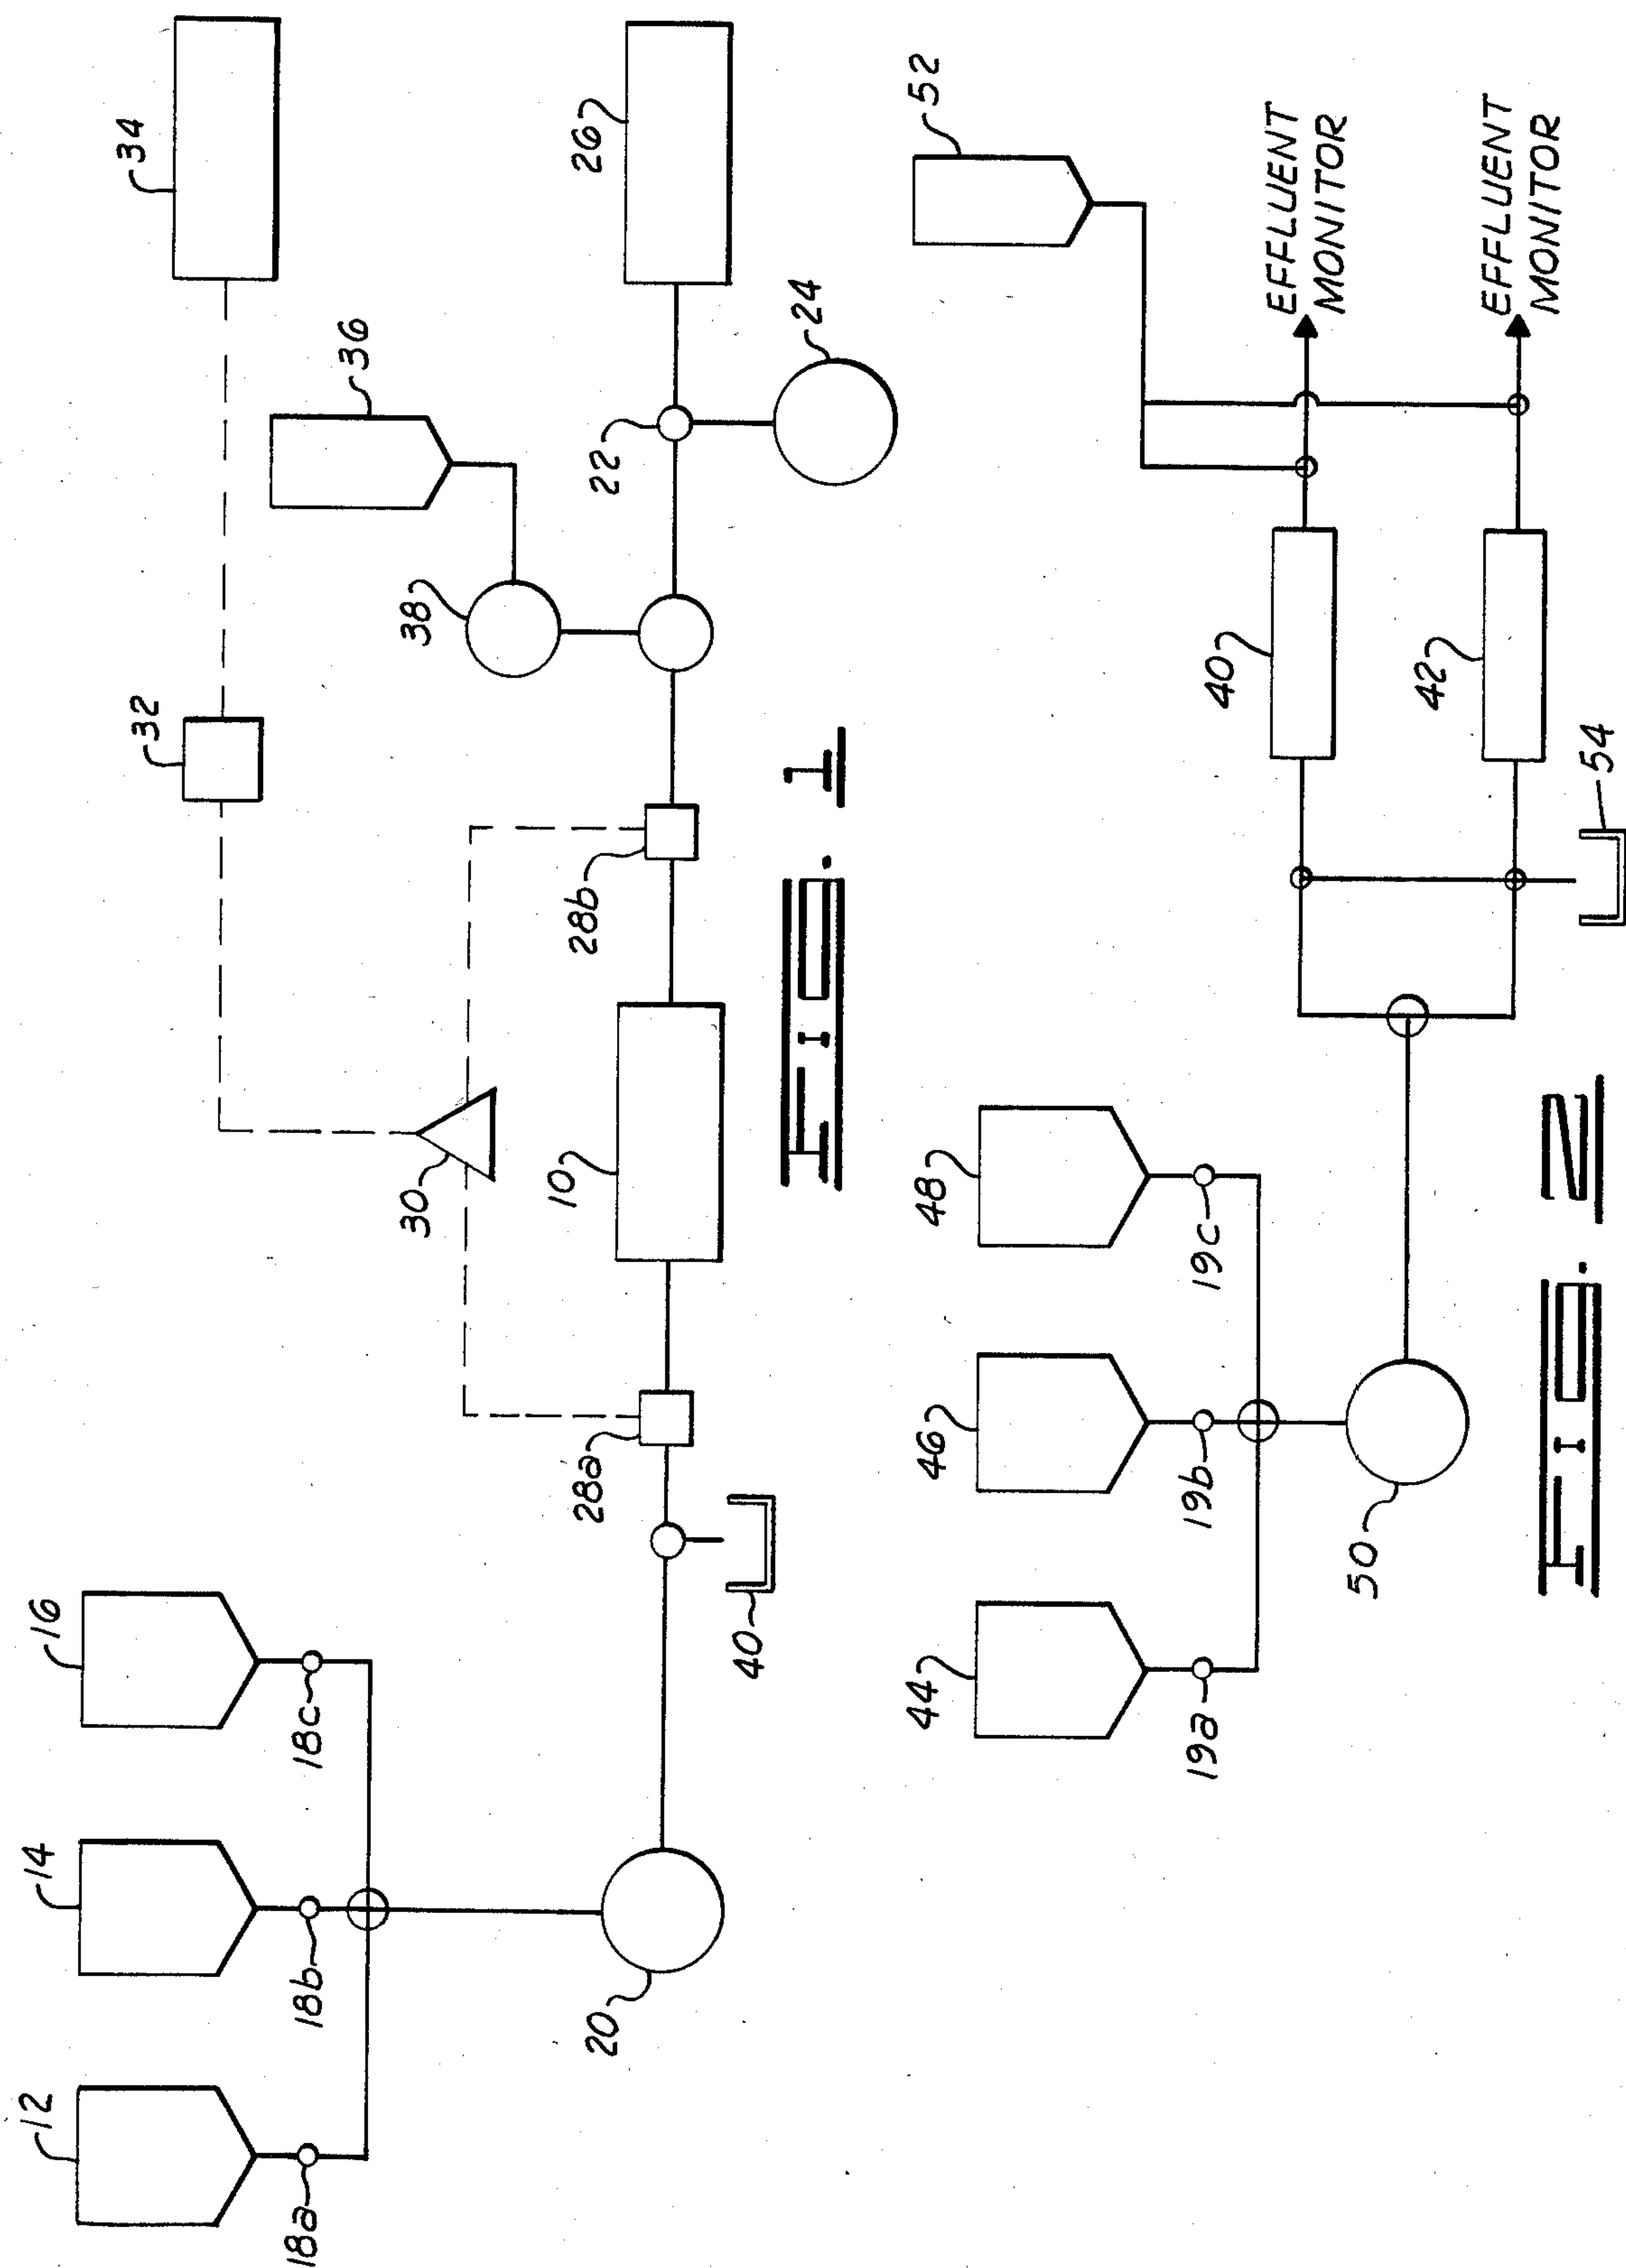 12
14
16
18a
18b
18c
20
40
28a
10
28b
30
32
34
36
38
22
24
26
FIG. 1
44
46
48
19a
19b
19c
50
40
42
54
52
EFFLUENT
MONITOR
EFFLUENT
MONITOR
FIG. 2